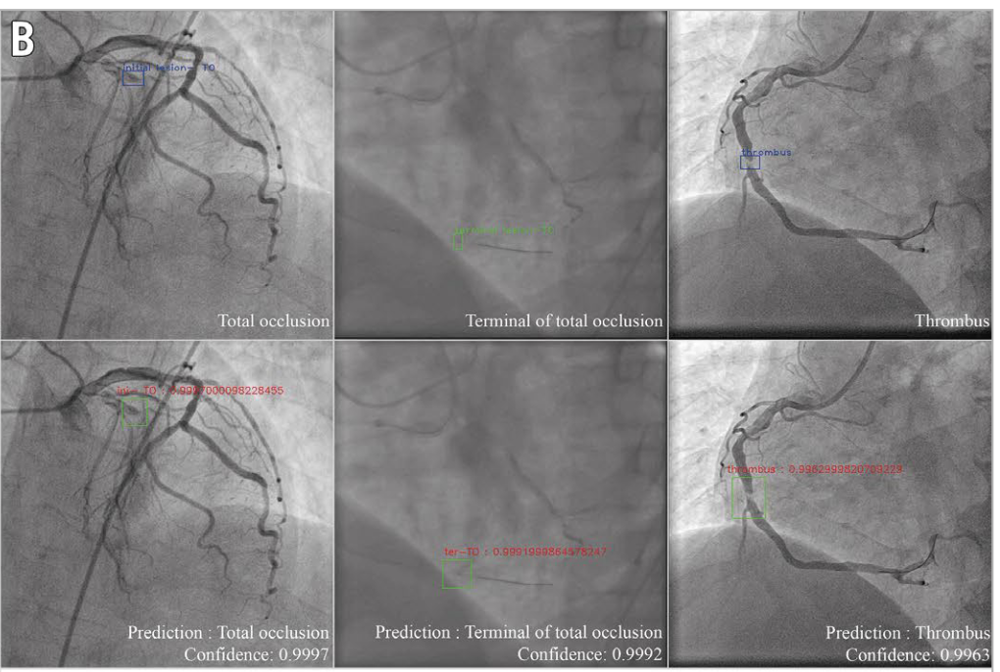 B
initial lesion- TO
Total occlusion
terminal lesion- TO
Terminal of total occlusion
thrombus
Thrombus
ini- TO : 0.9997000098228455
Prediction : Total occlusion
Confidence: 0.9997
ter-TO : 0.9991999864578247
Prediction : Terminal of total occlusion
Confidence: 0.9992
thrombus :
Prediction : Thrombus
Confidence: 0.9963